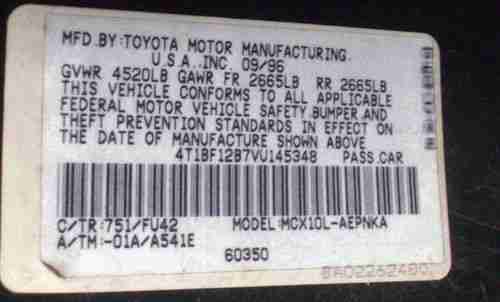 MFD.BY:TOYOTA MOTOR MANUFACTURING,
U.S.A.,INC. 09/96
GVWR 4520LB GAWR FR 2665LB RR 2665LB
THIS VEHICLE CONFORMS TO ALL APPLICABLE
FEDERAL MOTOR VEHICLE SAFETY,BUMPER,AND
THEFT PREVENTION STANDARDS IN EFFECT ON
THE DATE OF MANUFACTURE SHOWN ABOVE
4T1BF12B7VU145348 PASS.CAR
C/TR:751/FU42 MODEL:MCX10L-AEPNKA
A/TM:-01A/A541E
60350